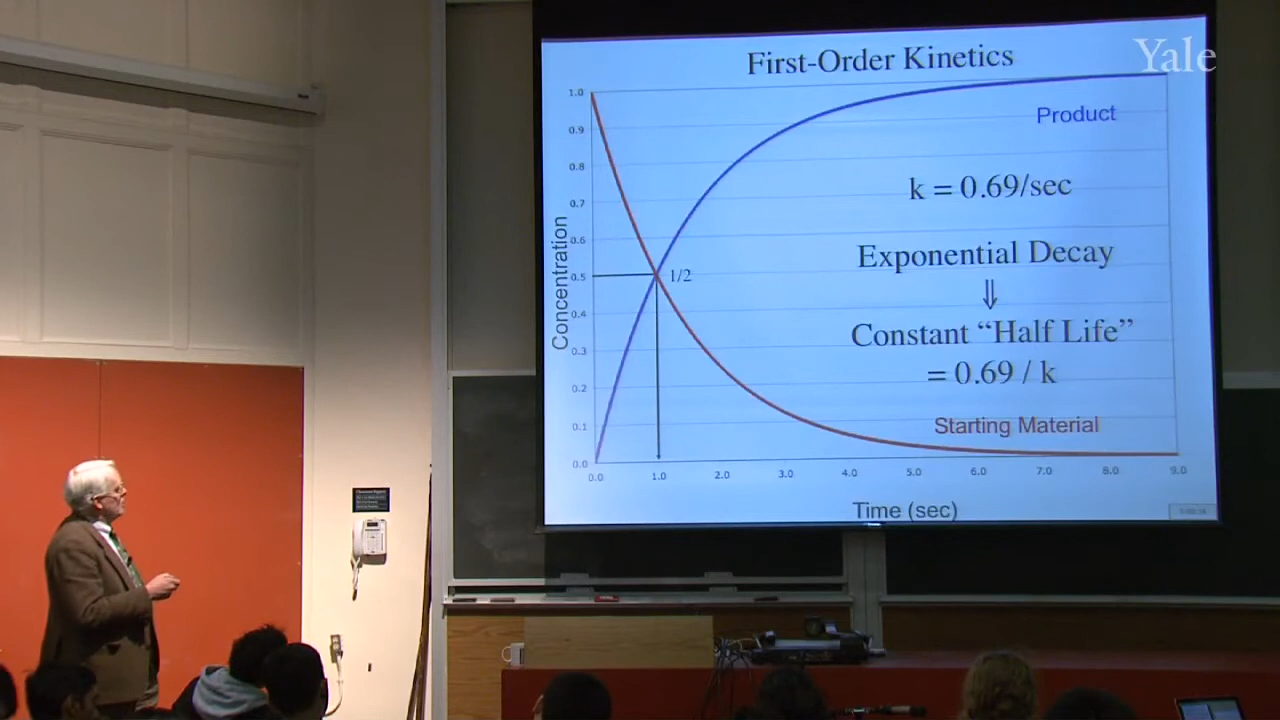 Yale
First-Order Kinetics
1.0
0.9
0.8
0.7
0.6
0.5
0.4
0.3
0.2
0.1
0.0
Concentration
Product
k = 0.69/sec
Exponential Decay
⇓
Constant “Half Life”
= 0.69 / k
1/2
Starting Material
0.0 1.0 2.0 3.0 4.0 5.0 6.0 7.0 8.0 9.0
Time (sec)